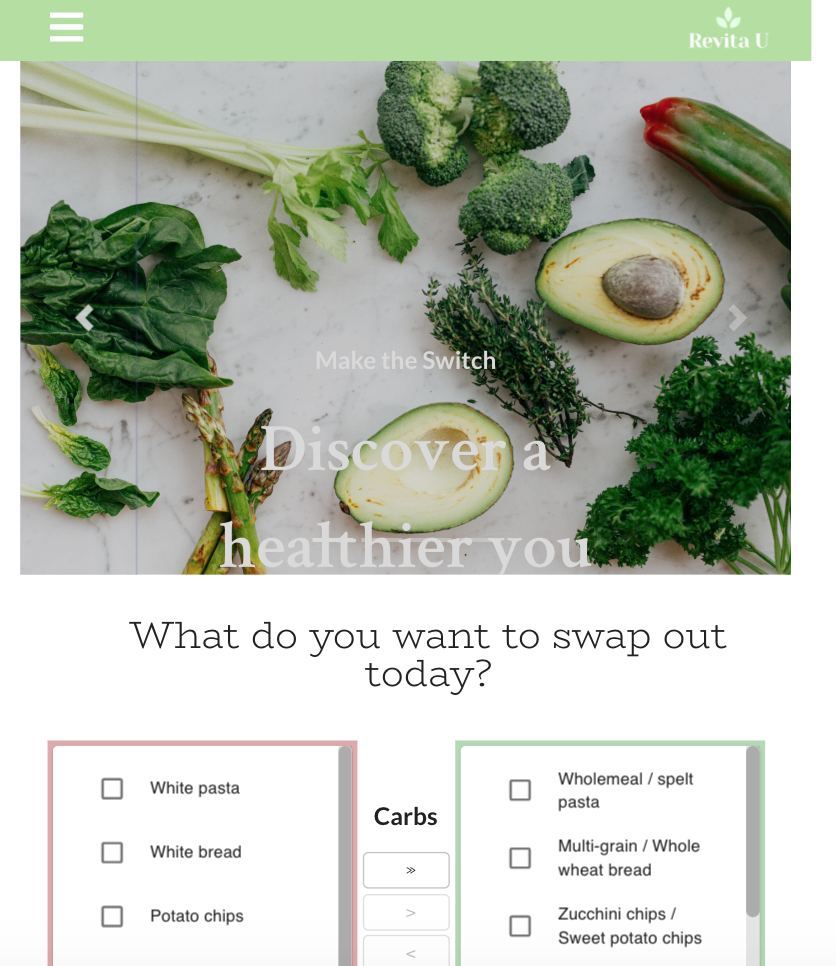 Revita U
Make the Switch
Discover a
healthier you
What do you want to swap out
today?
White pasta
White bread
Potato chips
Carbs
»
>
<
Wholemeal / spelt
pasta
Multi-grain / Whole
wheat bread
Zucchini chips /
Sweet potato chips